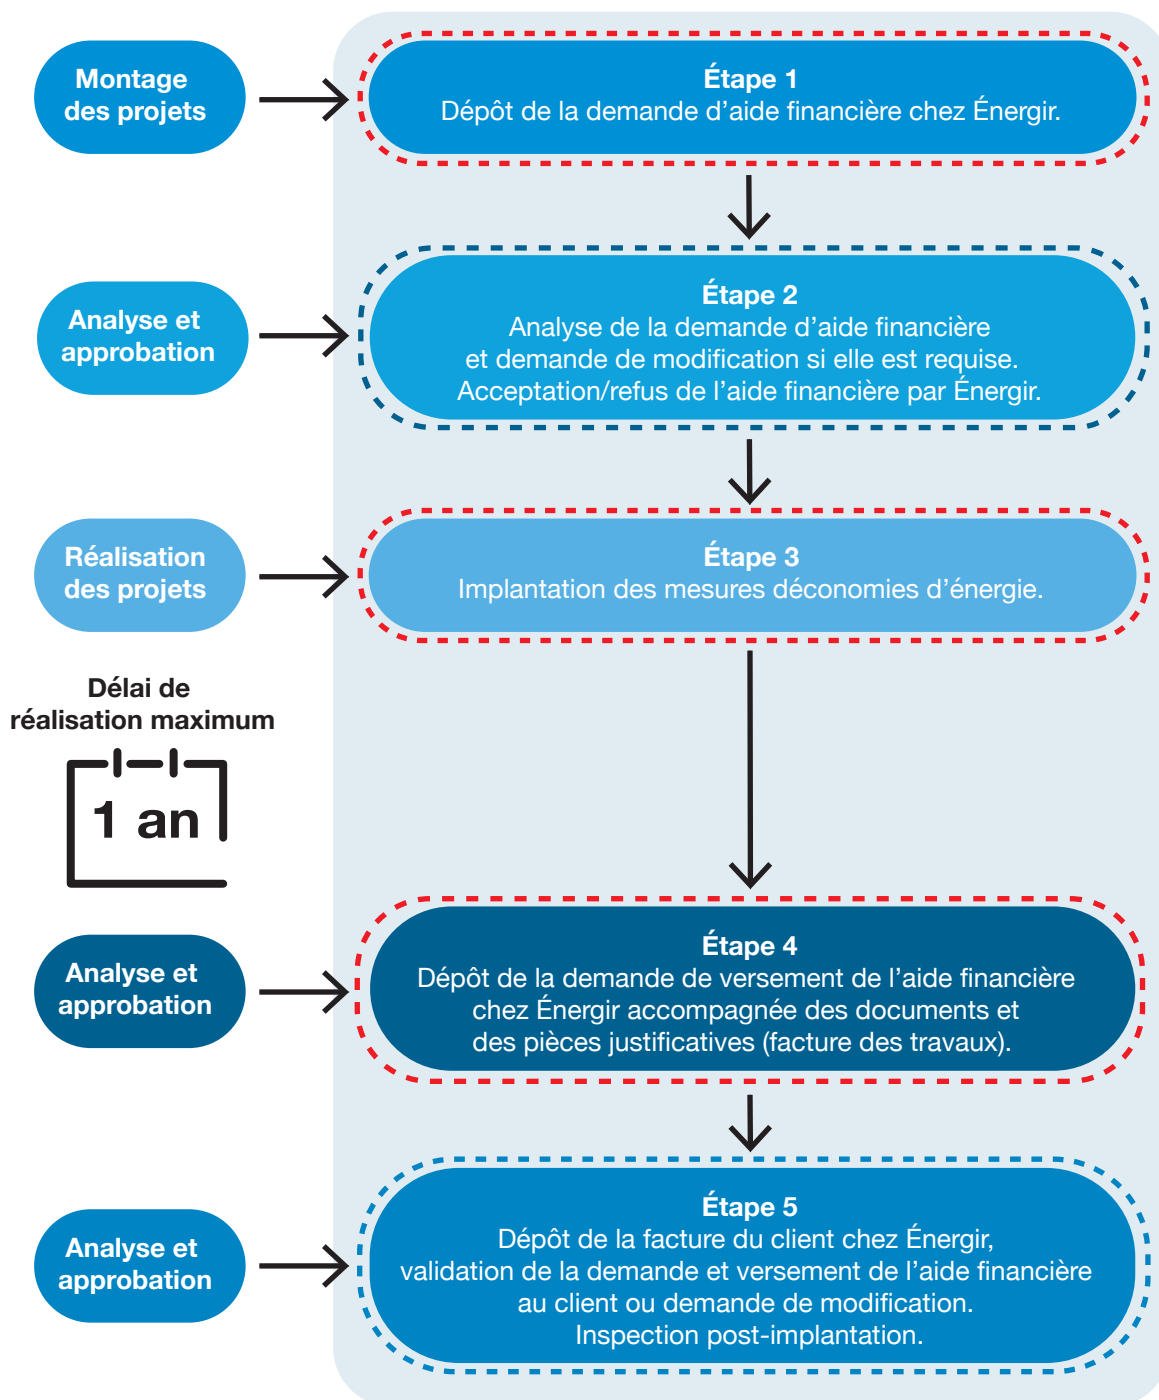 Montage
des projets
Étape 1
Dépôt de la demande d’aide financière chez Énergir.
Analyse et
approbation
Étape 2
Analyse de la demande d’aide financière
et demande de modification si elle est requise.
Acceptation/refus de l’aide financière par Énergir.
Réalisation
des projets
Étape 3
Implantation des mesures déconomies d’énergie.
Délai de
réalisation maximum
1 an
Analyse et
approbation
Étape 4
Dépôt de la demande de versement de l’aide financière
chez Énergir accompagnée des documents et
des pièces justificatives (facture des travaux).
Analyse et
approbation
Étape 5
Dépôt de la facture du client chez Énergir,
validation de la demande et versement de l’aide financière
au client ou demande de modification.
Inspection post-implantation.